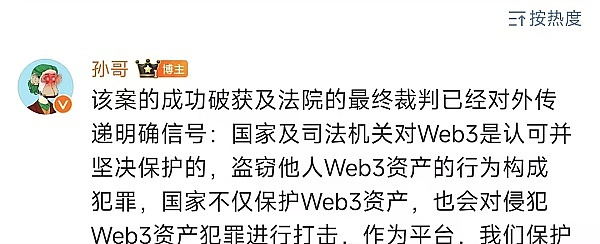 按热度
孙哥 博主
该案的成功破获及法院的最终裁判已经对外传
递明确信号：国家及司法机关对Web3是认可并
坚决保护的，盗窃他人Web3资产的行为构成
犯罪，国家不仅保护Web3资产，也会对侵犯
Web3资产犯罪进行打击，作为平台，我们保护